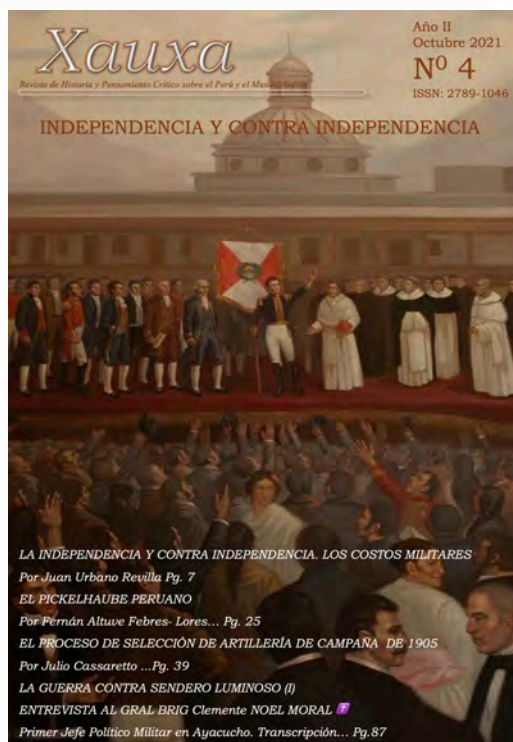 Xauxa
Revista de Historia y Pensamiento Crítico sobre el Perú y el Mundo
Año II
Octubre 2021
Nº 4
ISSN: 2789-1046
INDEPENDENCIA Y CONTRA INDEPENDENCIA
LA INDEPENDENCIA Y CONTRA INDEPENDENCIA. LOS COSTOS MILITARES
Por Juan Urbano Revilla Pg. 7
EL PICKELHAUBE PERUANO
Por Fernán Altuve Febres- Lores... Pg. 25
EL PROCESO DE SELECCIÓN DE ARTILLERÍA DE CAMPAÑA DE 1905
Por Julio Cassaretto ...Pg. 39
LA GUERRA CONTRA SENDERO LUMINOSO (I)
ENTREVISTA AL GRAL BRIG Clemente NOEL MORAL ✝️
Primer Jefe Político Militar en Ayacucho. Transcripción... Pg.87